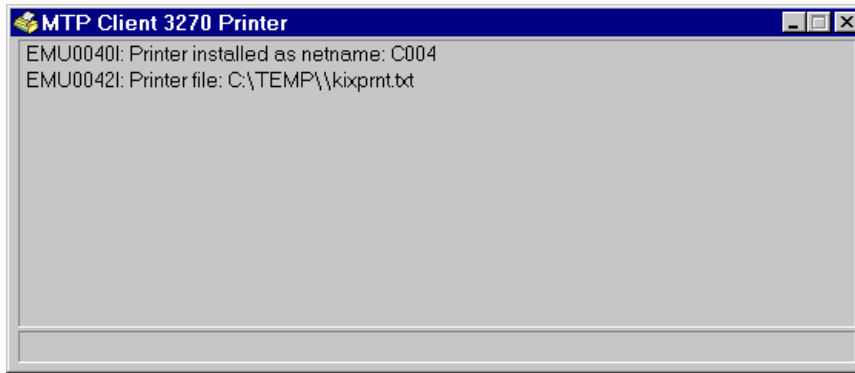 MTP Client 3270 Printer
EMU0040I: Printer installed as netname: C004
EMU0042I: Printer file: C:\TEMP\\kixprnt.txt